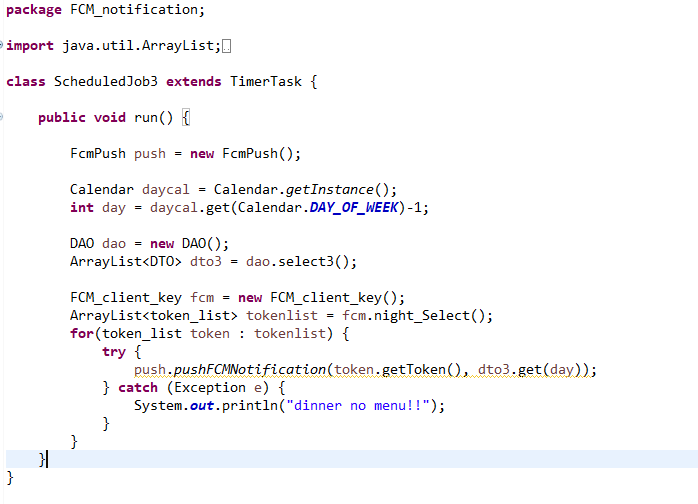 package FCM_notification;
import java.util.ArrayList;
class ScheduledJob3 extends TimerTask {
public void run() {
FcmPush push = new FcmPush();
Calendar daycal = Calendar.getInstance();
int day = daycal.get(Calendar.DAY_OF_WEEK)-1;
DAO dao = new DAO();
ArrayList<DTO> dto3 = dao.select3();
FCM_client_key fcm = new FCM_client_key();
ArrayList<token_list> tokenlist = fcm.night_Select();
for(token_list token : tokenlist) {
try {
push.pushFCMNotification(token.getToken(), dto3.get(day));
} catch (Exception e) {
System.out.println("dinner no menu!!");
}
}
}
}